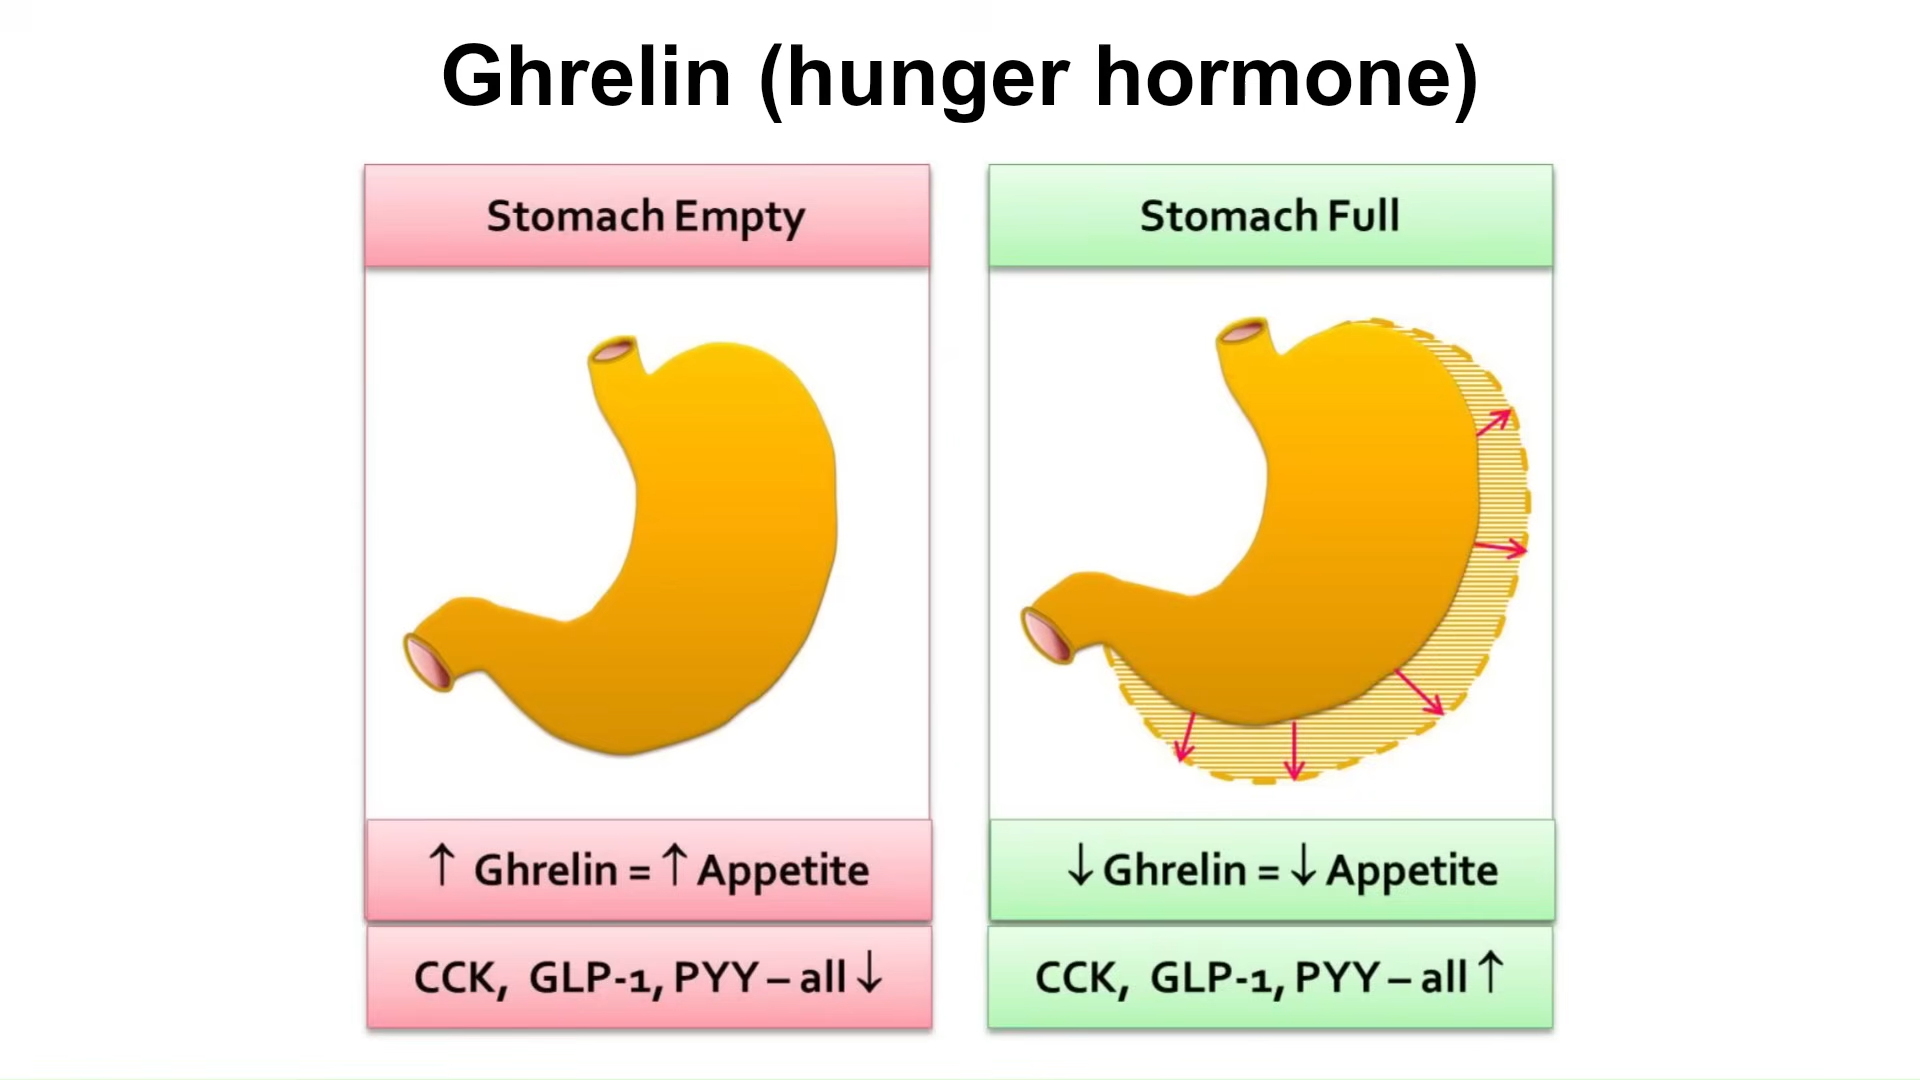 Ghrelin (hunger hormone)
Stomach Empty
↑ Ghrelin = ↑ Appetite
CCK, GLP-1, PYY – all ↓
Stomach Full
↓ Ghrelin = ↓ Appetite
CCK, GLP-1, PYY – all ↑